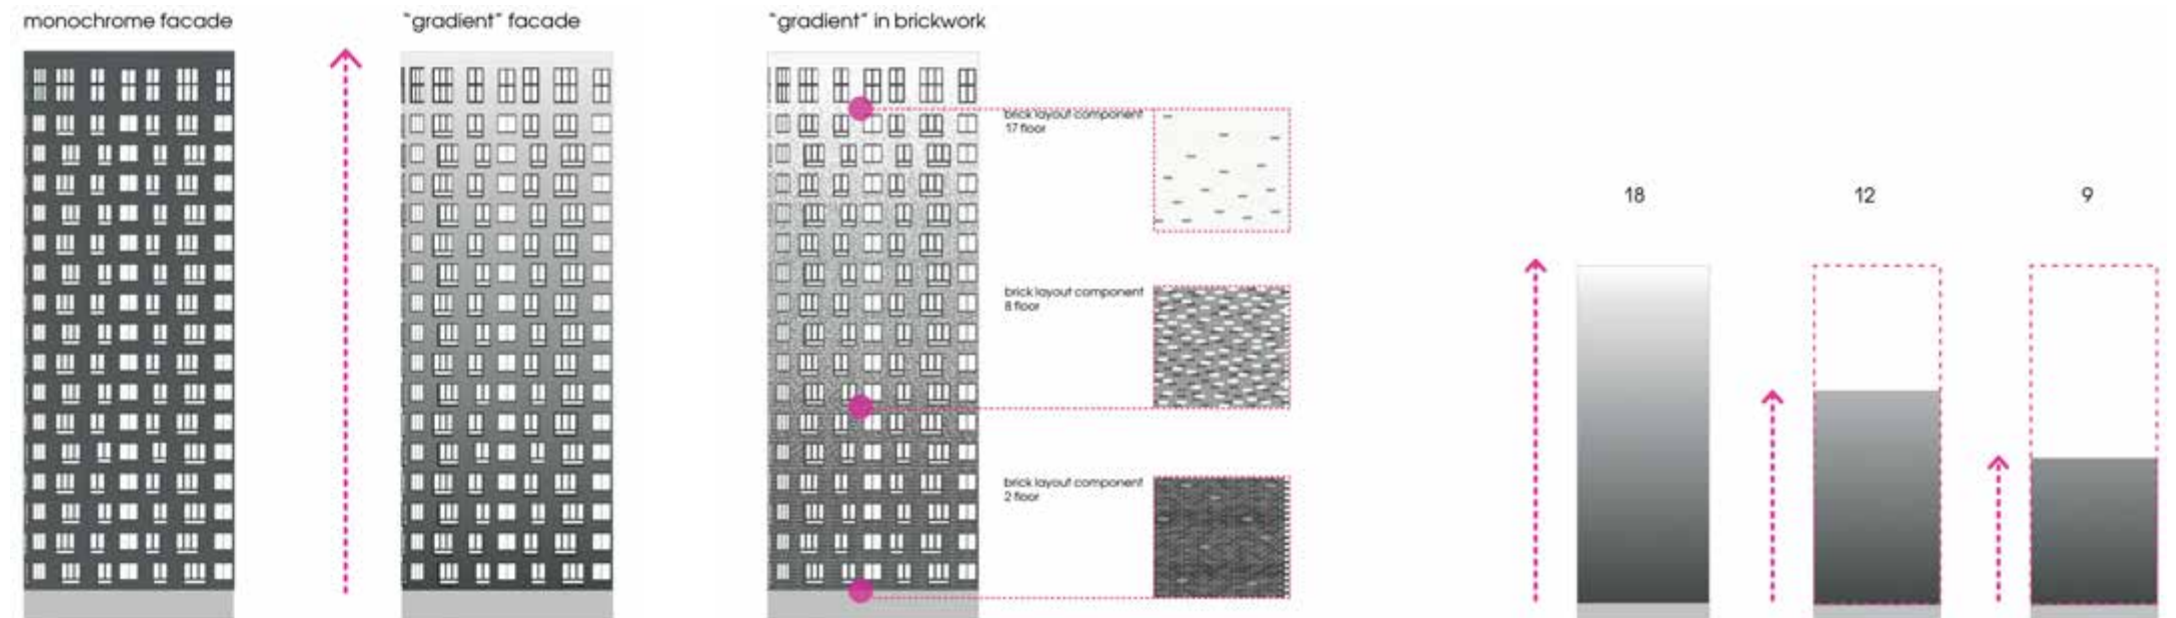 monochrome facade
"gradient" facade
"gradient" in brickwork
brick layout component
17 floor
brick layout component
8 floor
brick layout component
2 floor
18
12
9